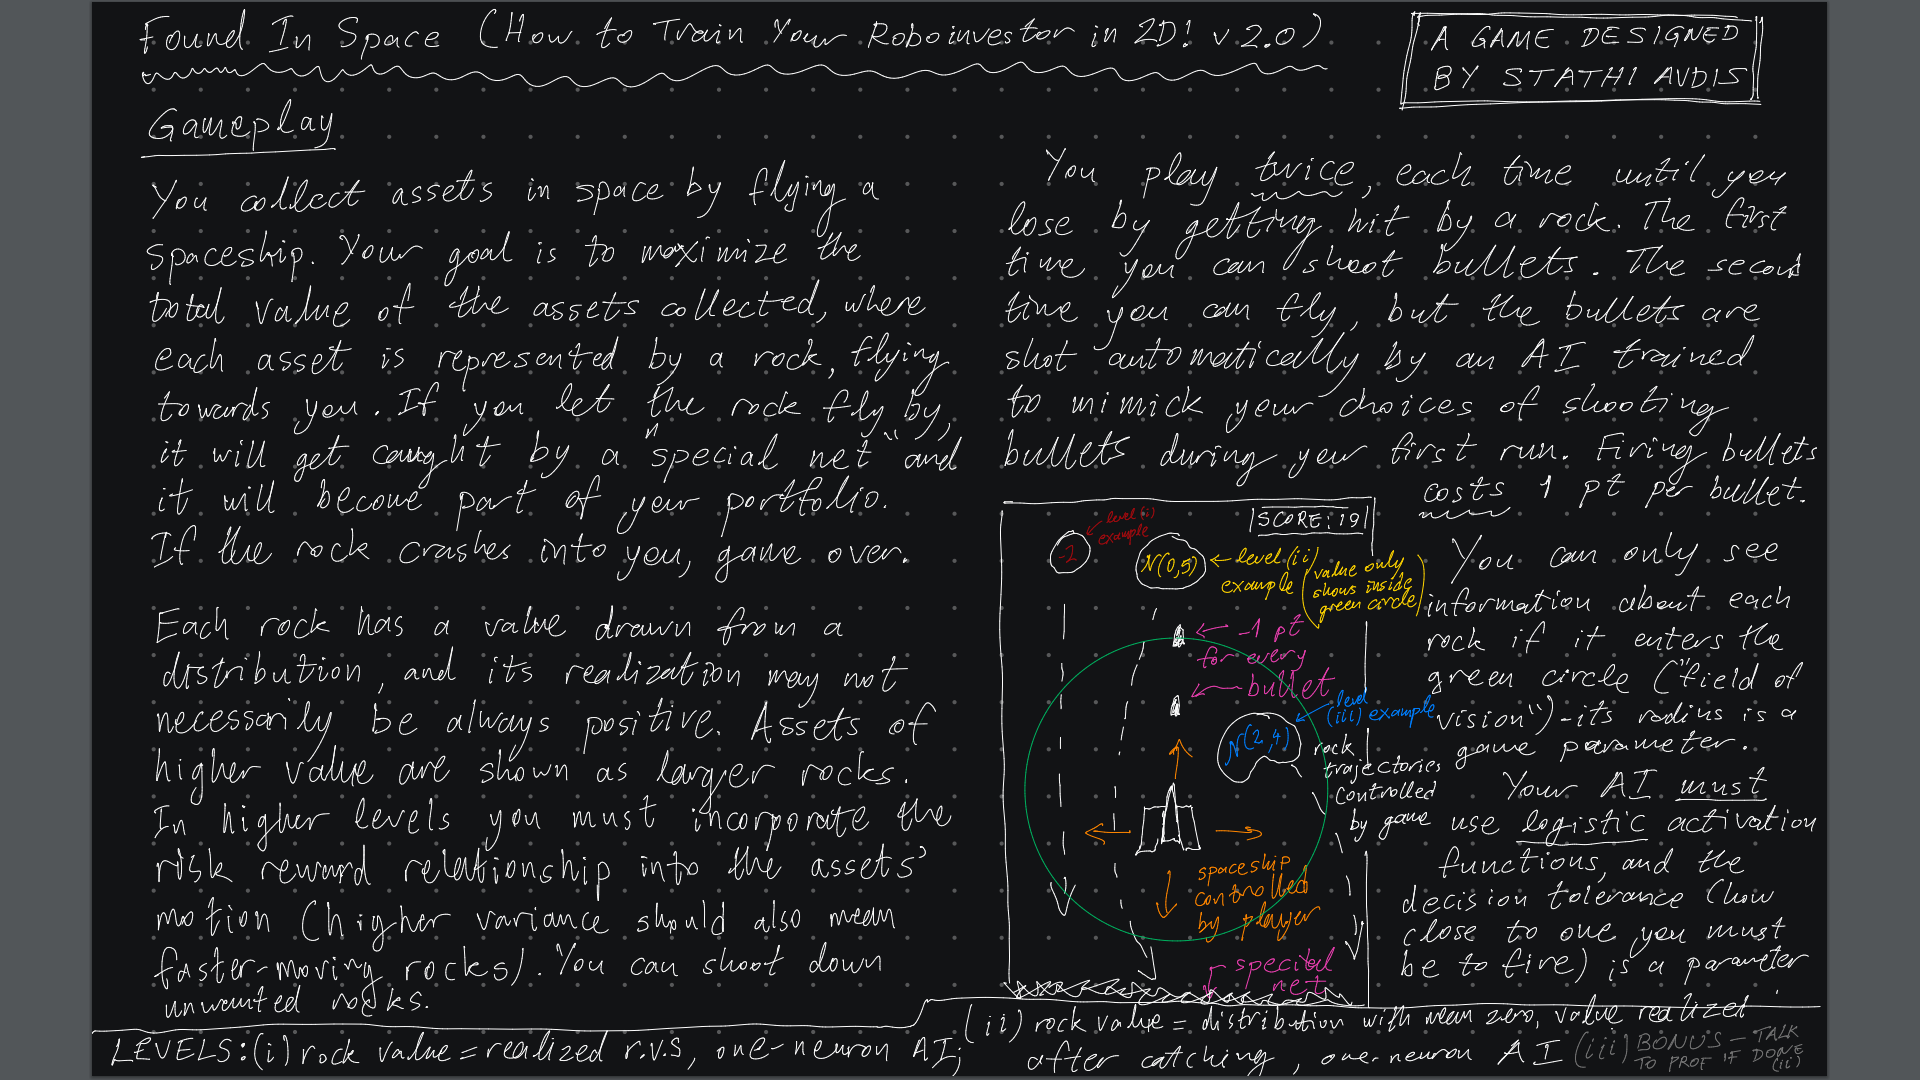 Found In Space (How to Train Your Roboinvestor in 2D! v 2.0)
A GAME DESIGNED
BY STATHI AVDIS
Gameplay
You collect assets in space by flying a
spaceship. Your goal is to maximize the
total value of the assets collected, where
each asset is represented by a rock, flying
towards you. If you let the rock fly by,
it will get caught by a "special net" and
it will become part of your portfolio.
If the rock crashes into you, game over.
Each rock has a value drawn from a
distribution, and its realization may not
necessarily be always positive. Assets of
higher value are shown as larger rocks.
In higher levels you must incorporate the
risk reward relationship into the assets'
motion (higher variance should also mean
faster-moving rocks). You can shoot down
unwanted rocks.
You play twice, each time until you
lose by getting hit by a rock. The first
time you can shoot bullets. The second
time you can fly, but the bullets are
shot automatically by an AI trained
to mimick your choices of shooting
bullets during your first run. Firing bullets
costs 1 pt per bullet.
You can only see
information about each
rock if it enters the
green circle ("field of
vision") - its radius is a
game parameter.
Your AI must
use logistic activation
functions, and the
decision tolerance (how
close to one you must
be to fire) is a parameter.
SCORE: 19
-2
level (i)
example
N(0,5)
level (ii)
example (value only
shows inside
green circle)
-1 pt
for every
bullet
level
(iii) example
N(2,4)
rock
trajectories
controlled
by game
spaceship
controlled
by player
special
net
LEVELS: (i) rock value = realized r.v.s, one-neuron AI;
(ii) rock value = distribution with mean zero, value realized
after catching, one-neuron AI (iii) BONUS - TALK
TO PROF IF DONE
(ii)